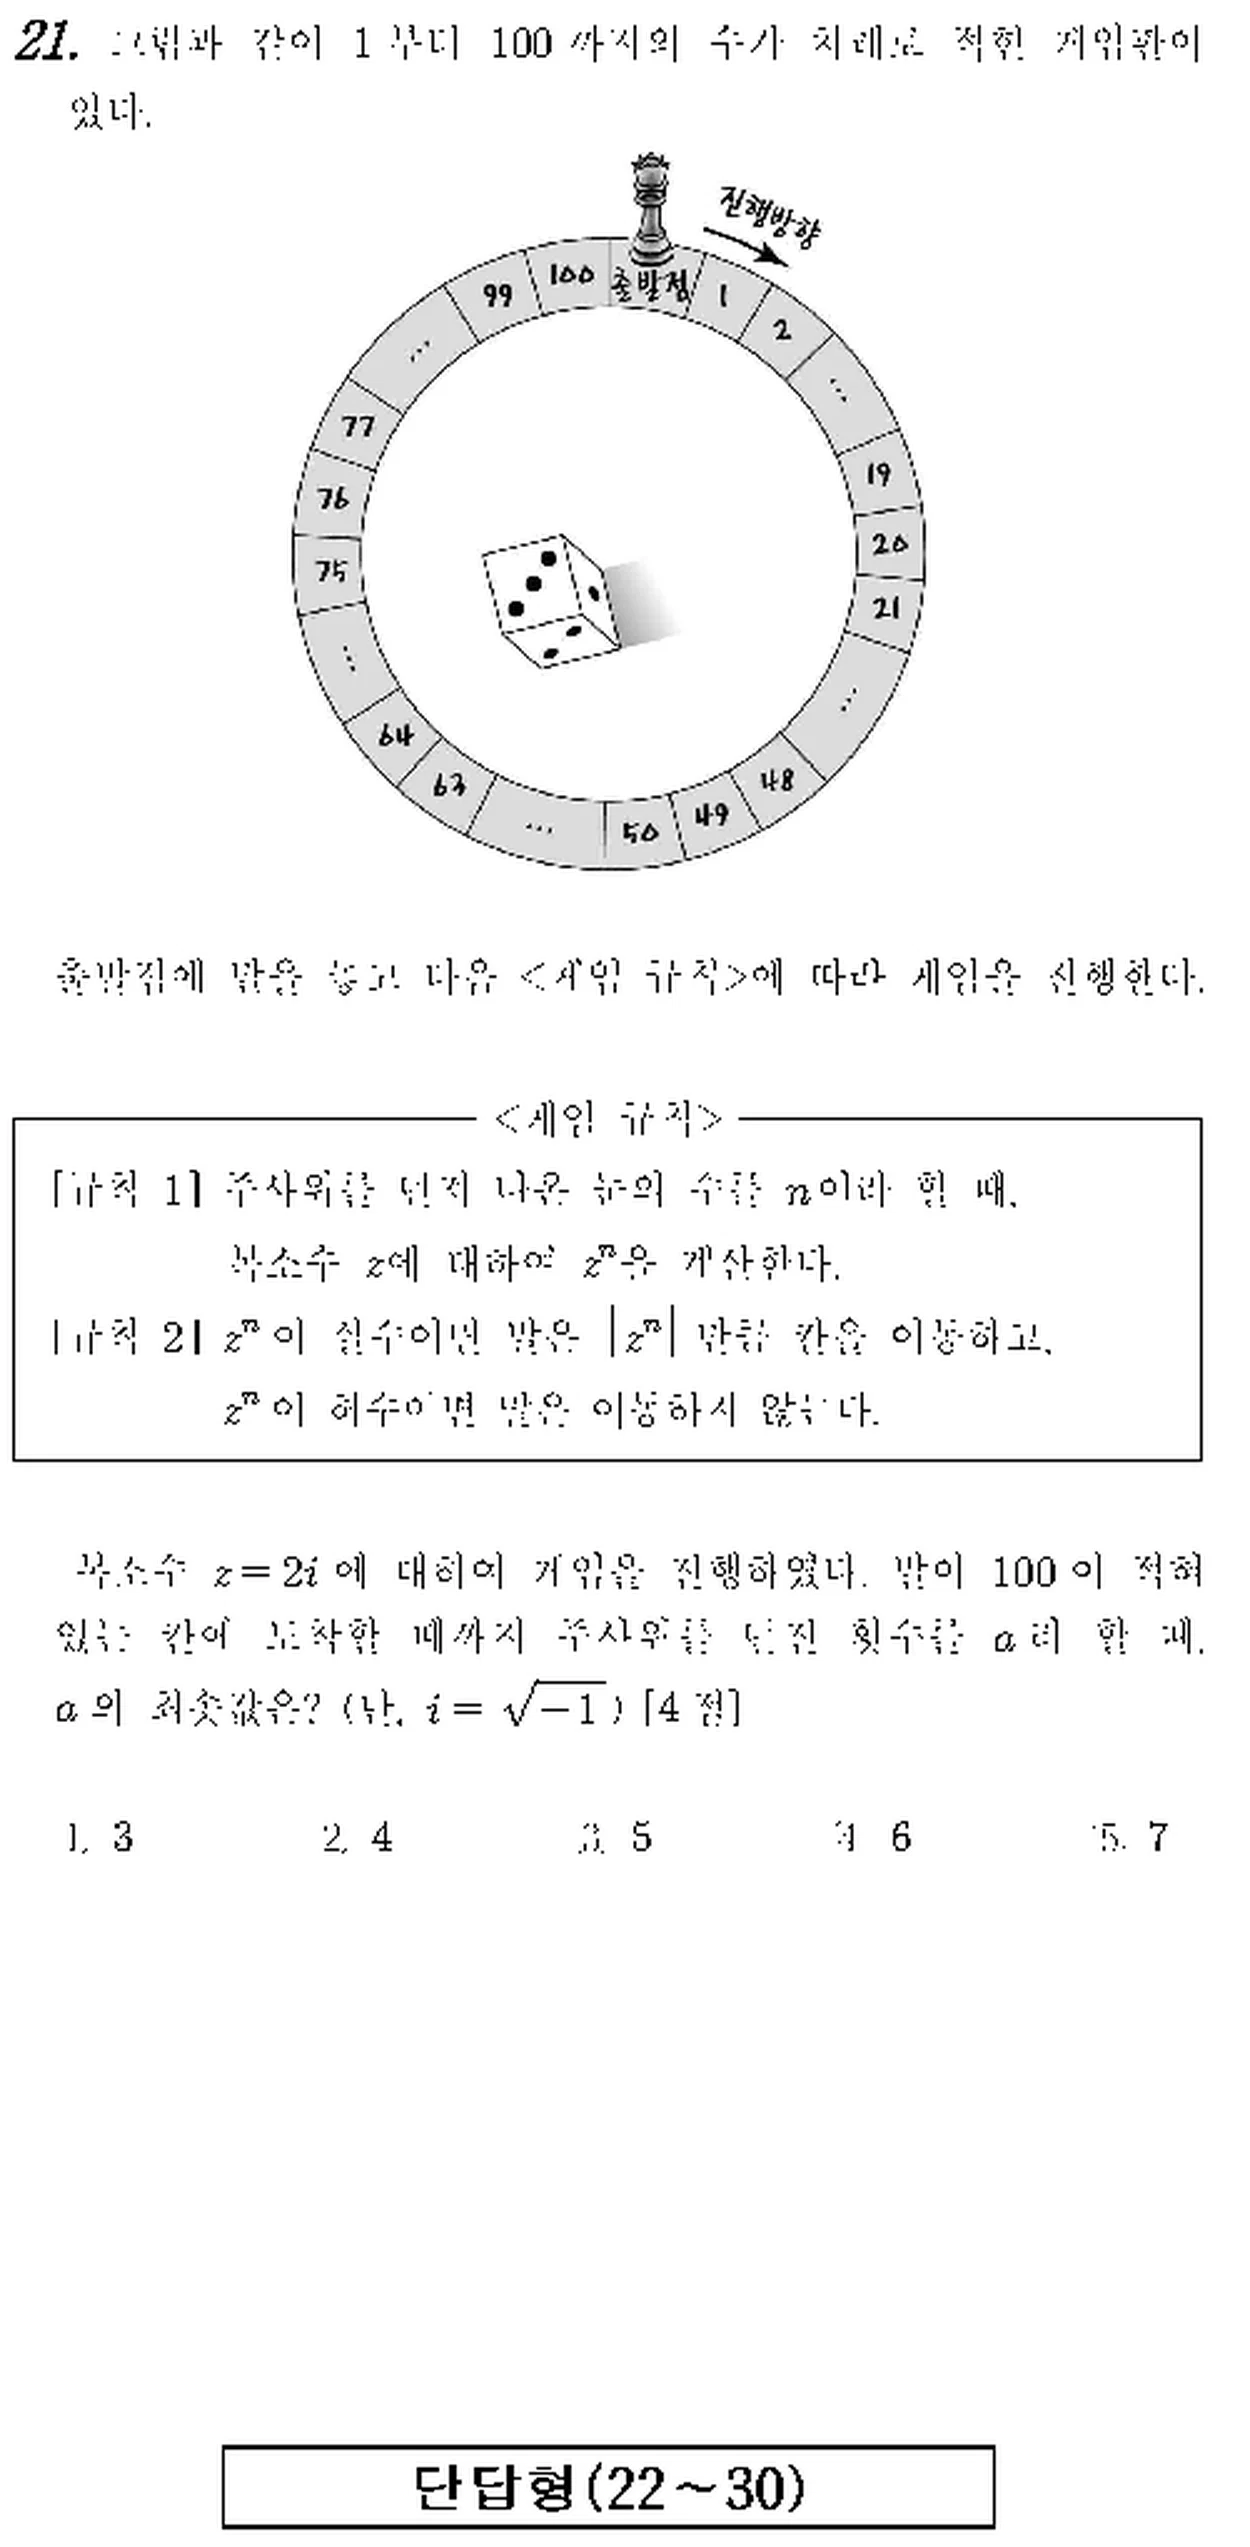 21. 그림과 같이 1 부터 100 까지의 수가 차례로 적힌 게임판이
있다.
진행방향
99 100 출발점 1 2
...
77
76
75
...
64
63
...
50
49
48
...
21
20
19
...
출발점에 말을 놓고 다음 <게임 규칙>에 따라 게임을 진행한다.
<게임 규칙>
[규칙 1] 주사위를 던져 나온 눈의 수를 n이라 할 때,
복소수 z에 대하여 zⁿ을 계산한다.
[규칙 2] zⁿ이 실수이면 말은 |zⁿ| 만큼 칸을 이동하고,
zⁿ이 허수이면 말은 이동하지 않는다.
복소수 z=2i 에 대하여 게임을 진행하였다. 말이 100 이 적혀
있는 칸에 도착할 때까지 주사위를 던진 횟수를 a라 할 때,
a의 최솟값은? (단, i = √-1) [4 점]
1. 3 2. 4 3. 5 4. 6 5. 7
단답형(22～30)